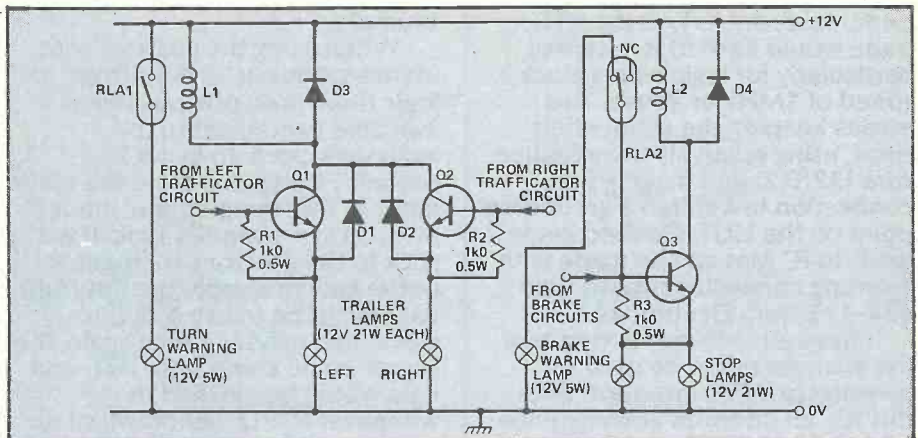 +12V
RLA1
L1
D3
NC
L2
D4
RLA2
FROM LEFT
TRAFFICATOR
CIRCUIT
Q1
Q2
FROM RIGHT
TRAFFICATOR
CIRCUIT
D1
D2
R1
1k0
0.5W
R2
1k0
0.5W
Q3
FROM
BRAKE
CIRCUITS
R3
1k0
0.5W
TURN
WARNING
LAMP
(12V 5W)
TRAILER
LAMPS
(12V 21W EACH)
LEFT
RIGHT
BRAKE
WARNING
LAMP
(12V 5W)
STOP
LAMPS
(12V 21W)
0V